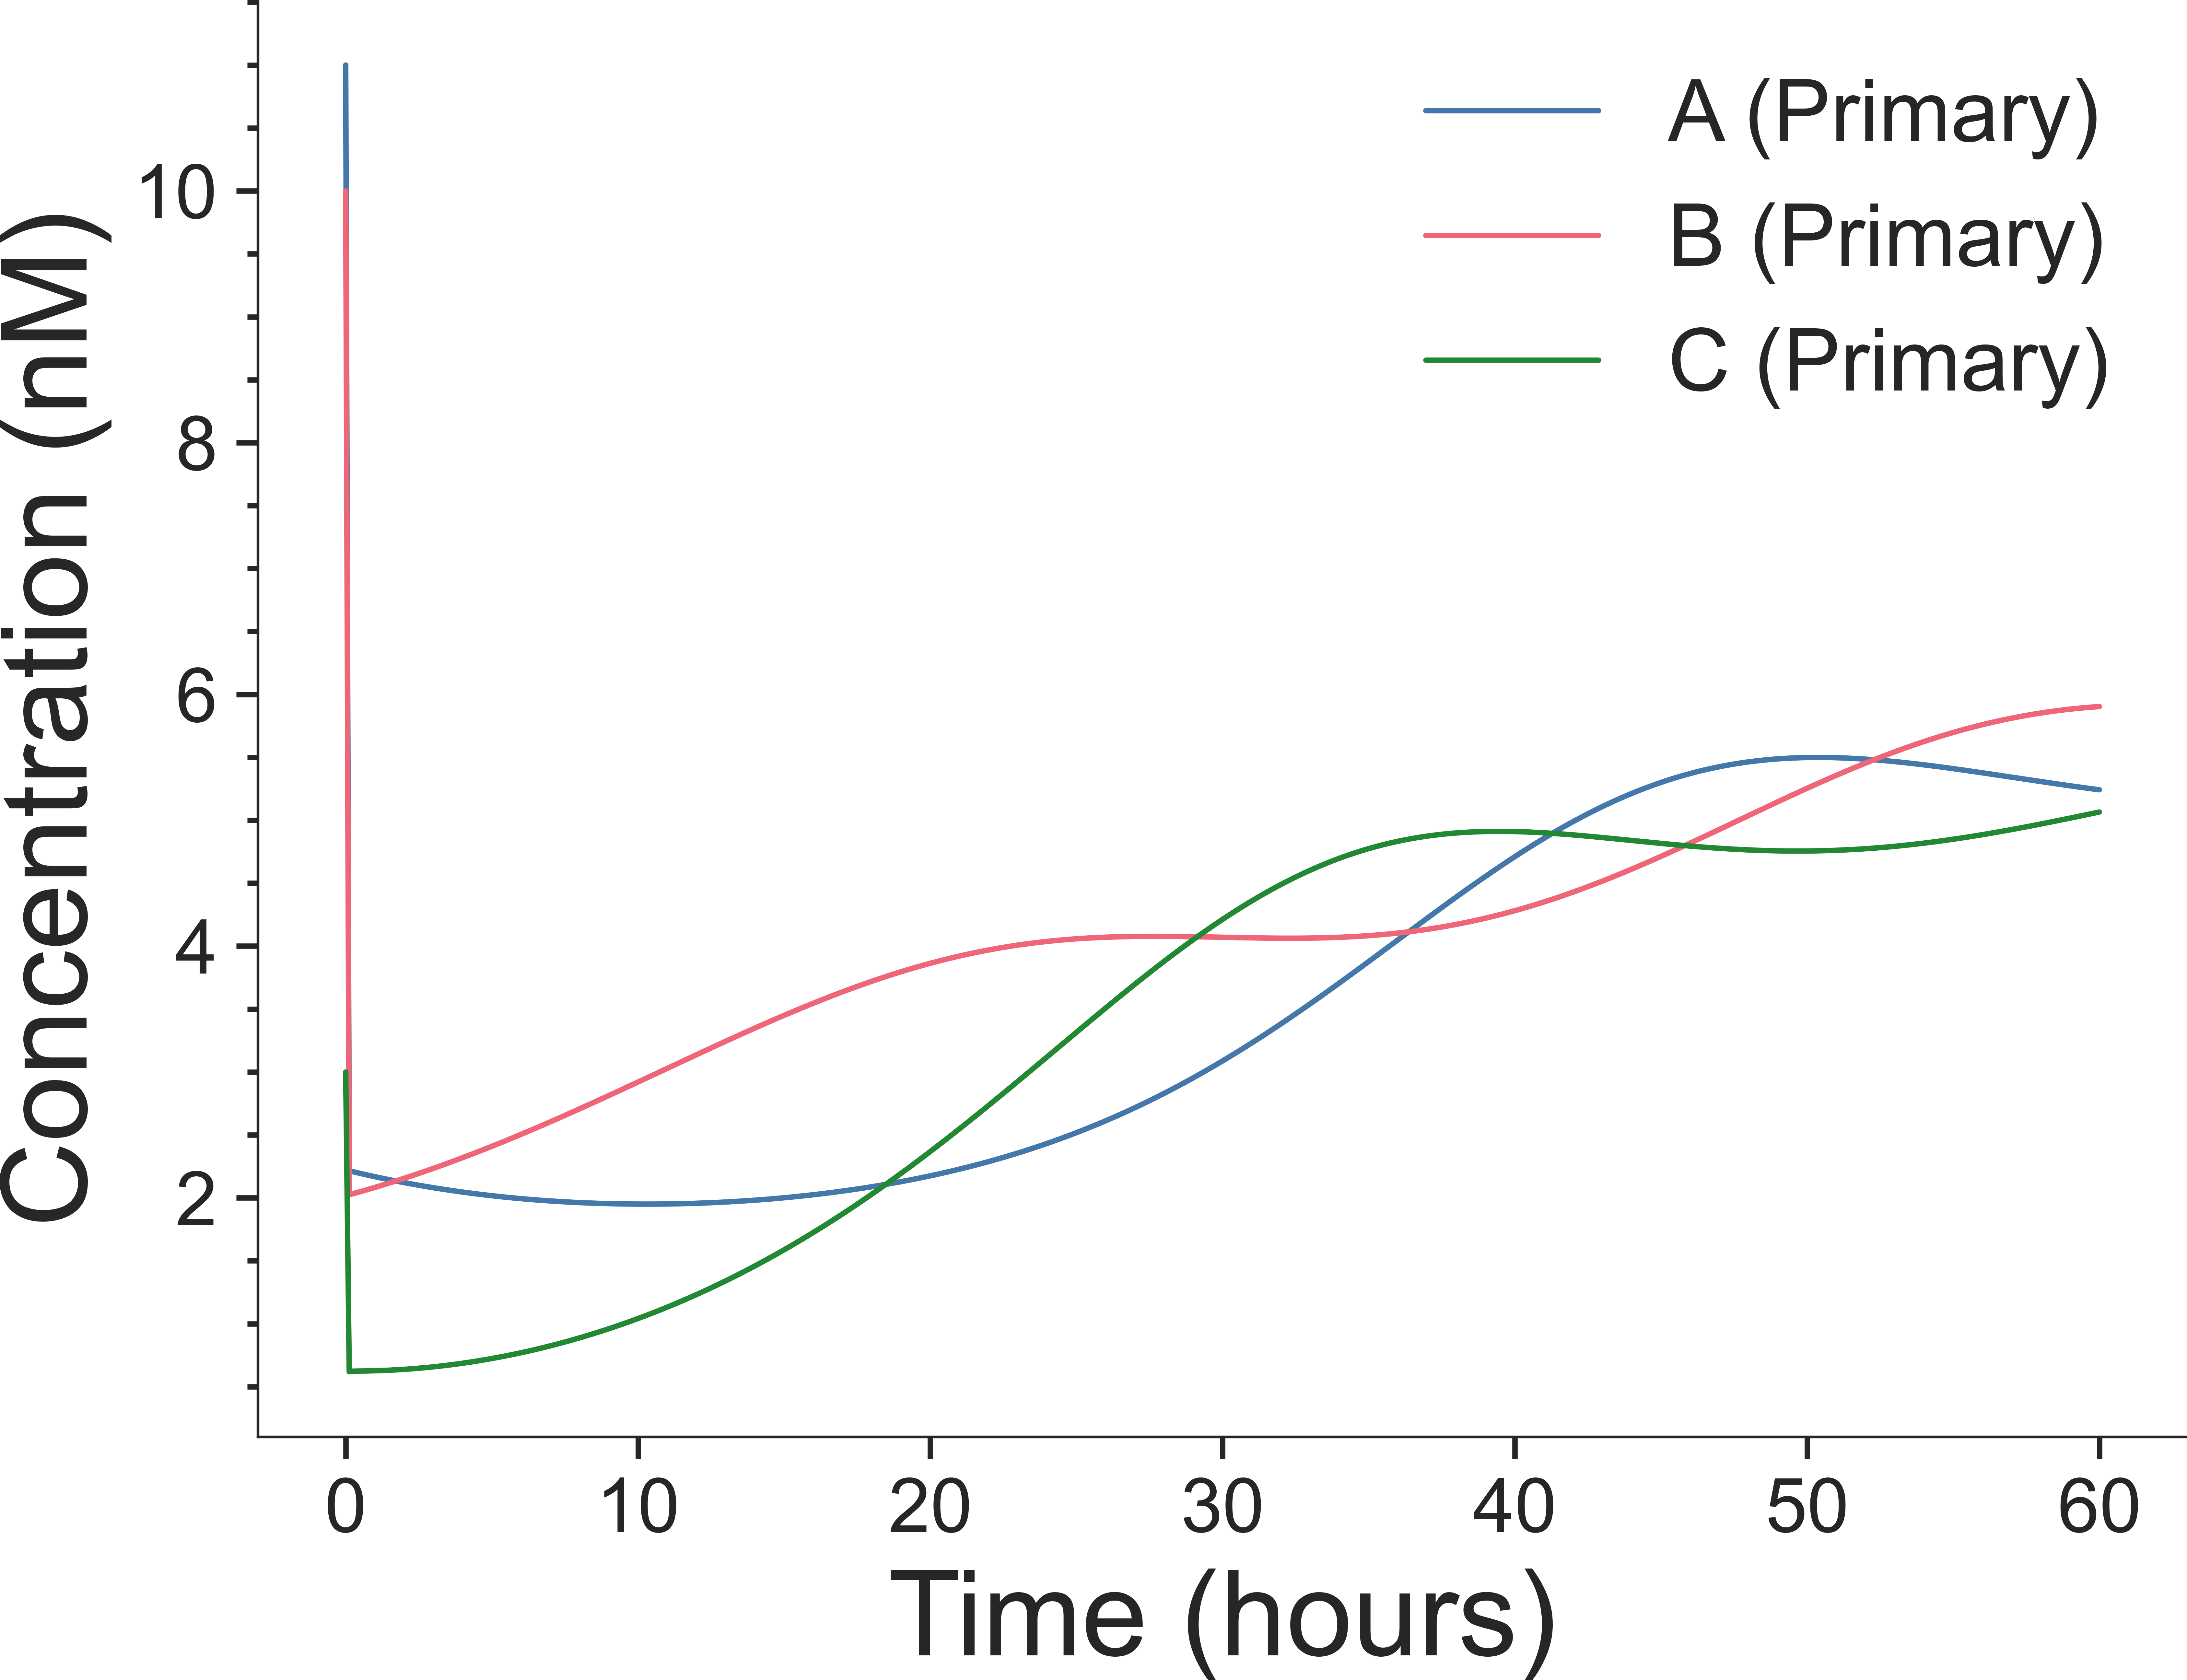 Concentration (nM)
10
8
6
4
2
A (Primary)
B (Primary)
C (Primary)
0 10 20 30 40 50 60
Time (hours)